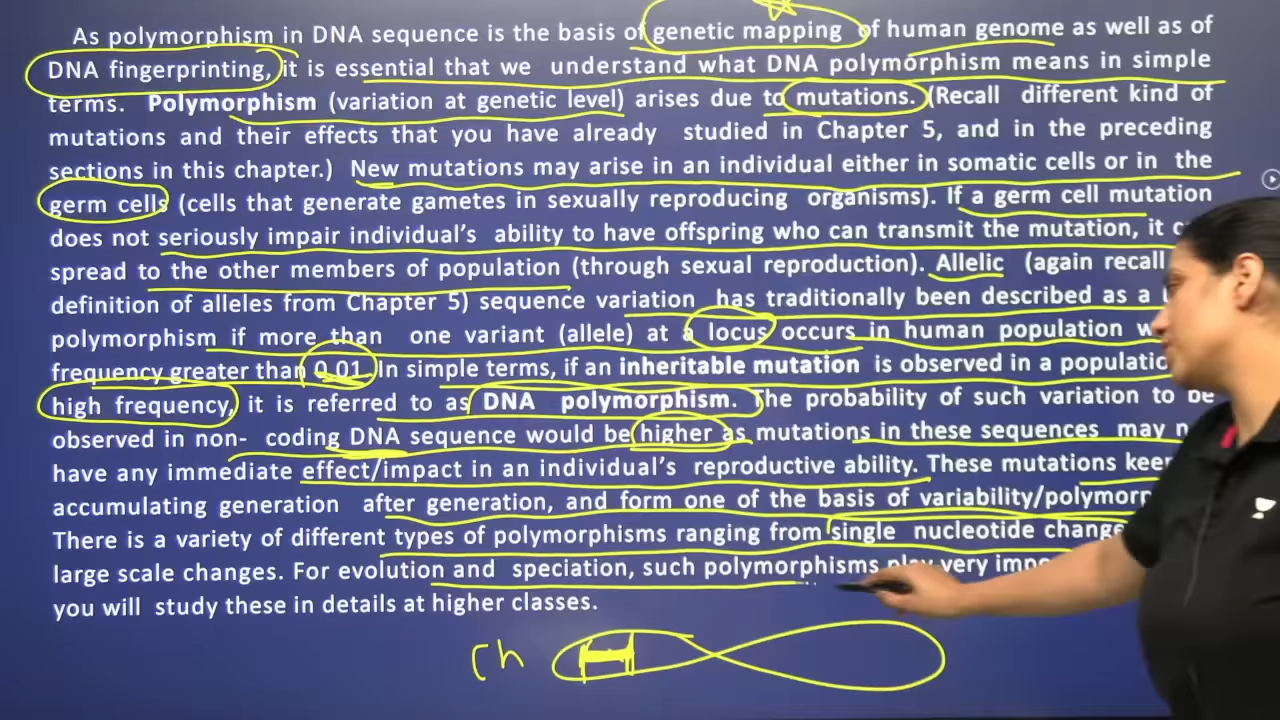 As polymorphism in DNA sequence is the basis of genetic mapping of human genome as well as of
DNA fingerprinting, it is essential that we understand what DNA polymorphism means in simple
terms. Polymorphism (variation at genetic level) arises due to mutations. (Recall different kind of
mutations and their effects that you have already studied in Chapter 5, and in the preceding
sections in this chapter.) New mutations may arise in an individual either in somatic cells or in the
germ cells (cells that generate gametes in sexually reproducing organisms). If a germ cell mutation
does not seriously impair individual's ability to have offspring who can transmit the mutation, it
spread to the other members of population (through sexual reproduction). Allelic (again recall
definition of alleles from Chapter 5) sequence variation has traditionally been described as a
polymorphism if more than one variant (allele) at a locus occurs in human population
frequency greater than 0.01. In simple terms, if an inheritable mutation is observed in a population
high frequency, it is referred to as DNA polymorphism. The probability of such variation to be
observed in non- coding DNA sequence would be higher as mutations in these sequences may
have any immediate effect/impact in an individual's reproductive ability. These mutations keep
accumulating generation after generation, and form one of the basis of variability/
There is a variety of different types of polymorphisms ranging from single nucleotide change
large scale changes. For evolution and speciation, such polymorphisms play very
you will study these in details at higher classes.
Ch